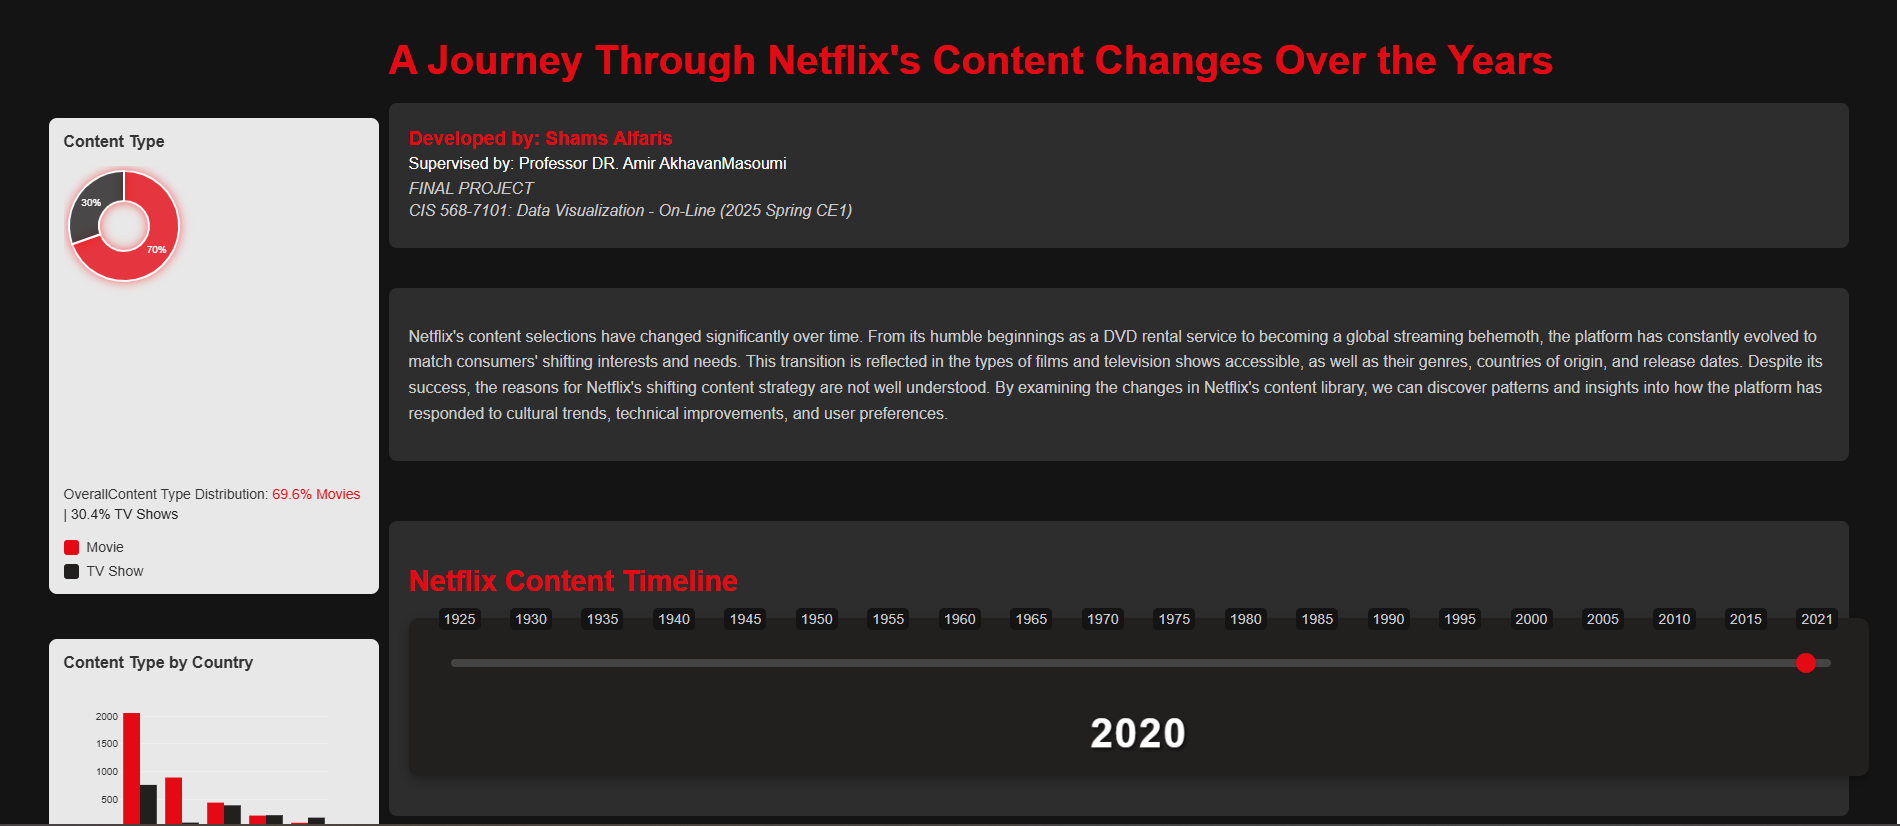 A Journey Through Netflix's Content Changes Over the Years
Content Type
30%
70%
OverallContent Type Distribution: 69.6% Movies
| 30.4% TV Shows
Movie
TV Show
Content Type by Country
2000
1500
1000
500
Developed by: Shams Alfaris
Supervised by: Professor DR. Amir AkhavanMasoumi
FINAL PROJECT
CIS 568-7101: Data Visualization - On-Line (2025 Spring CE1)
Netflix's content selections have changed significantly over time. From its humble beginnings as a DVD rental service to becoming a global streaming behemoth, the platform has constantly evolved to
match consumers' shifting interests and needs. This transition is reflected in the types of films and television shows accessible, as well as their genres, countries of origin, and release dates. Despite its
success, the reasons for Netflix's shifting content strategy are not well understood. By examining the changes in Netflix's content library, we can discover patterns and insights into how the platform has
responded to cultural trends, technical improvements, and user preferences.
Netflix Content Timeline
1925 1930 1935 1940 1945 1950 1955 1960 1965 1970 1975 1980 1985 1990 1995 2000 2005 2010 2015 2021
2020